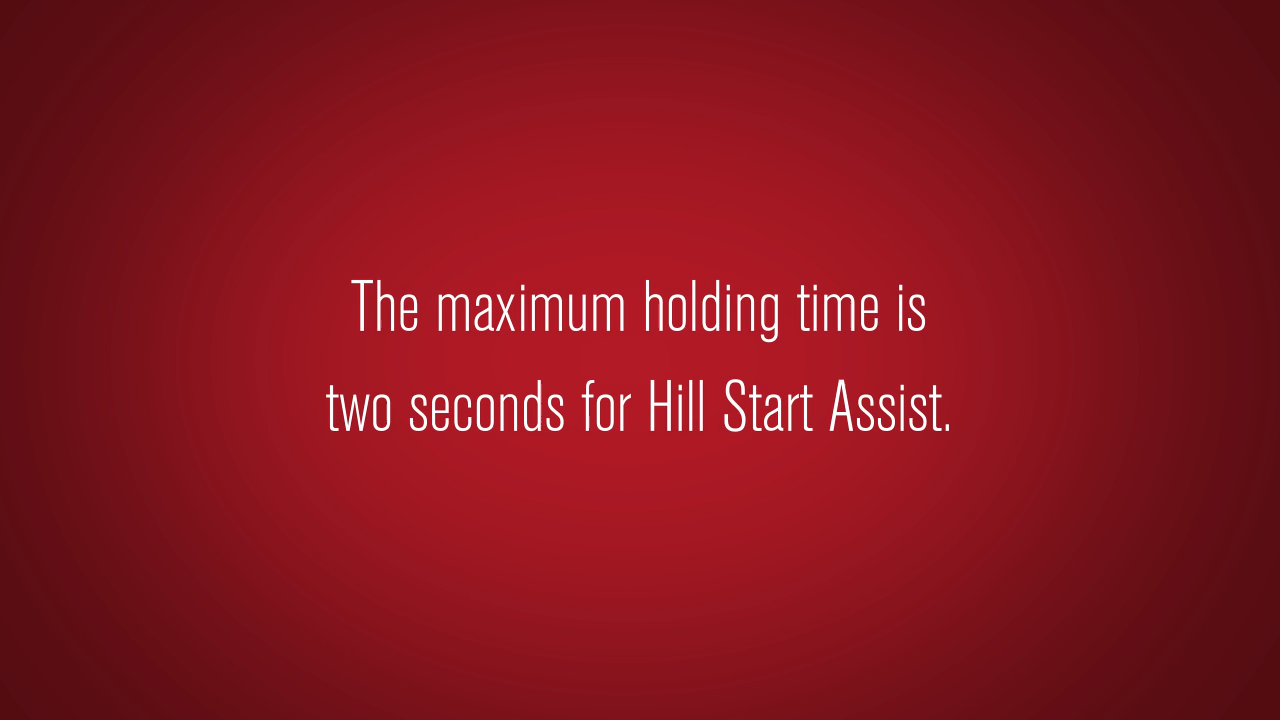 The maximum holding time is
two seconds for Hill Start Assist.